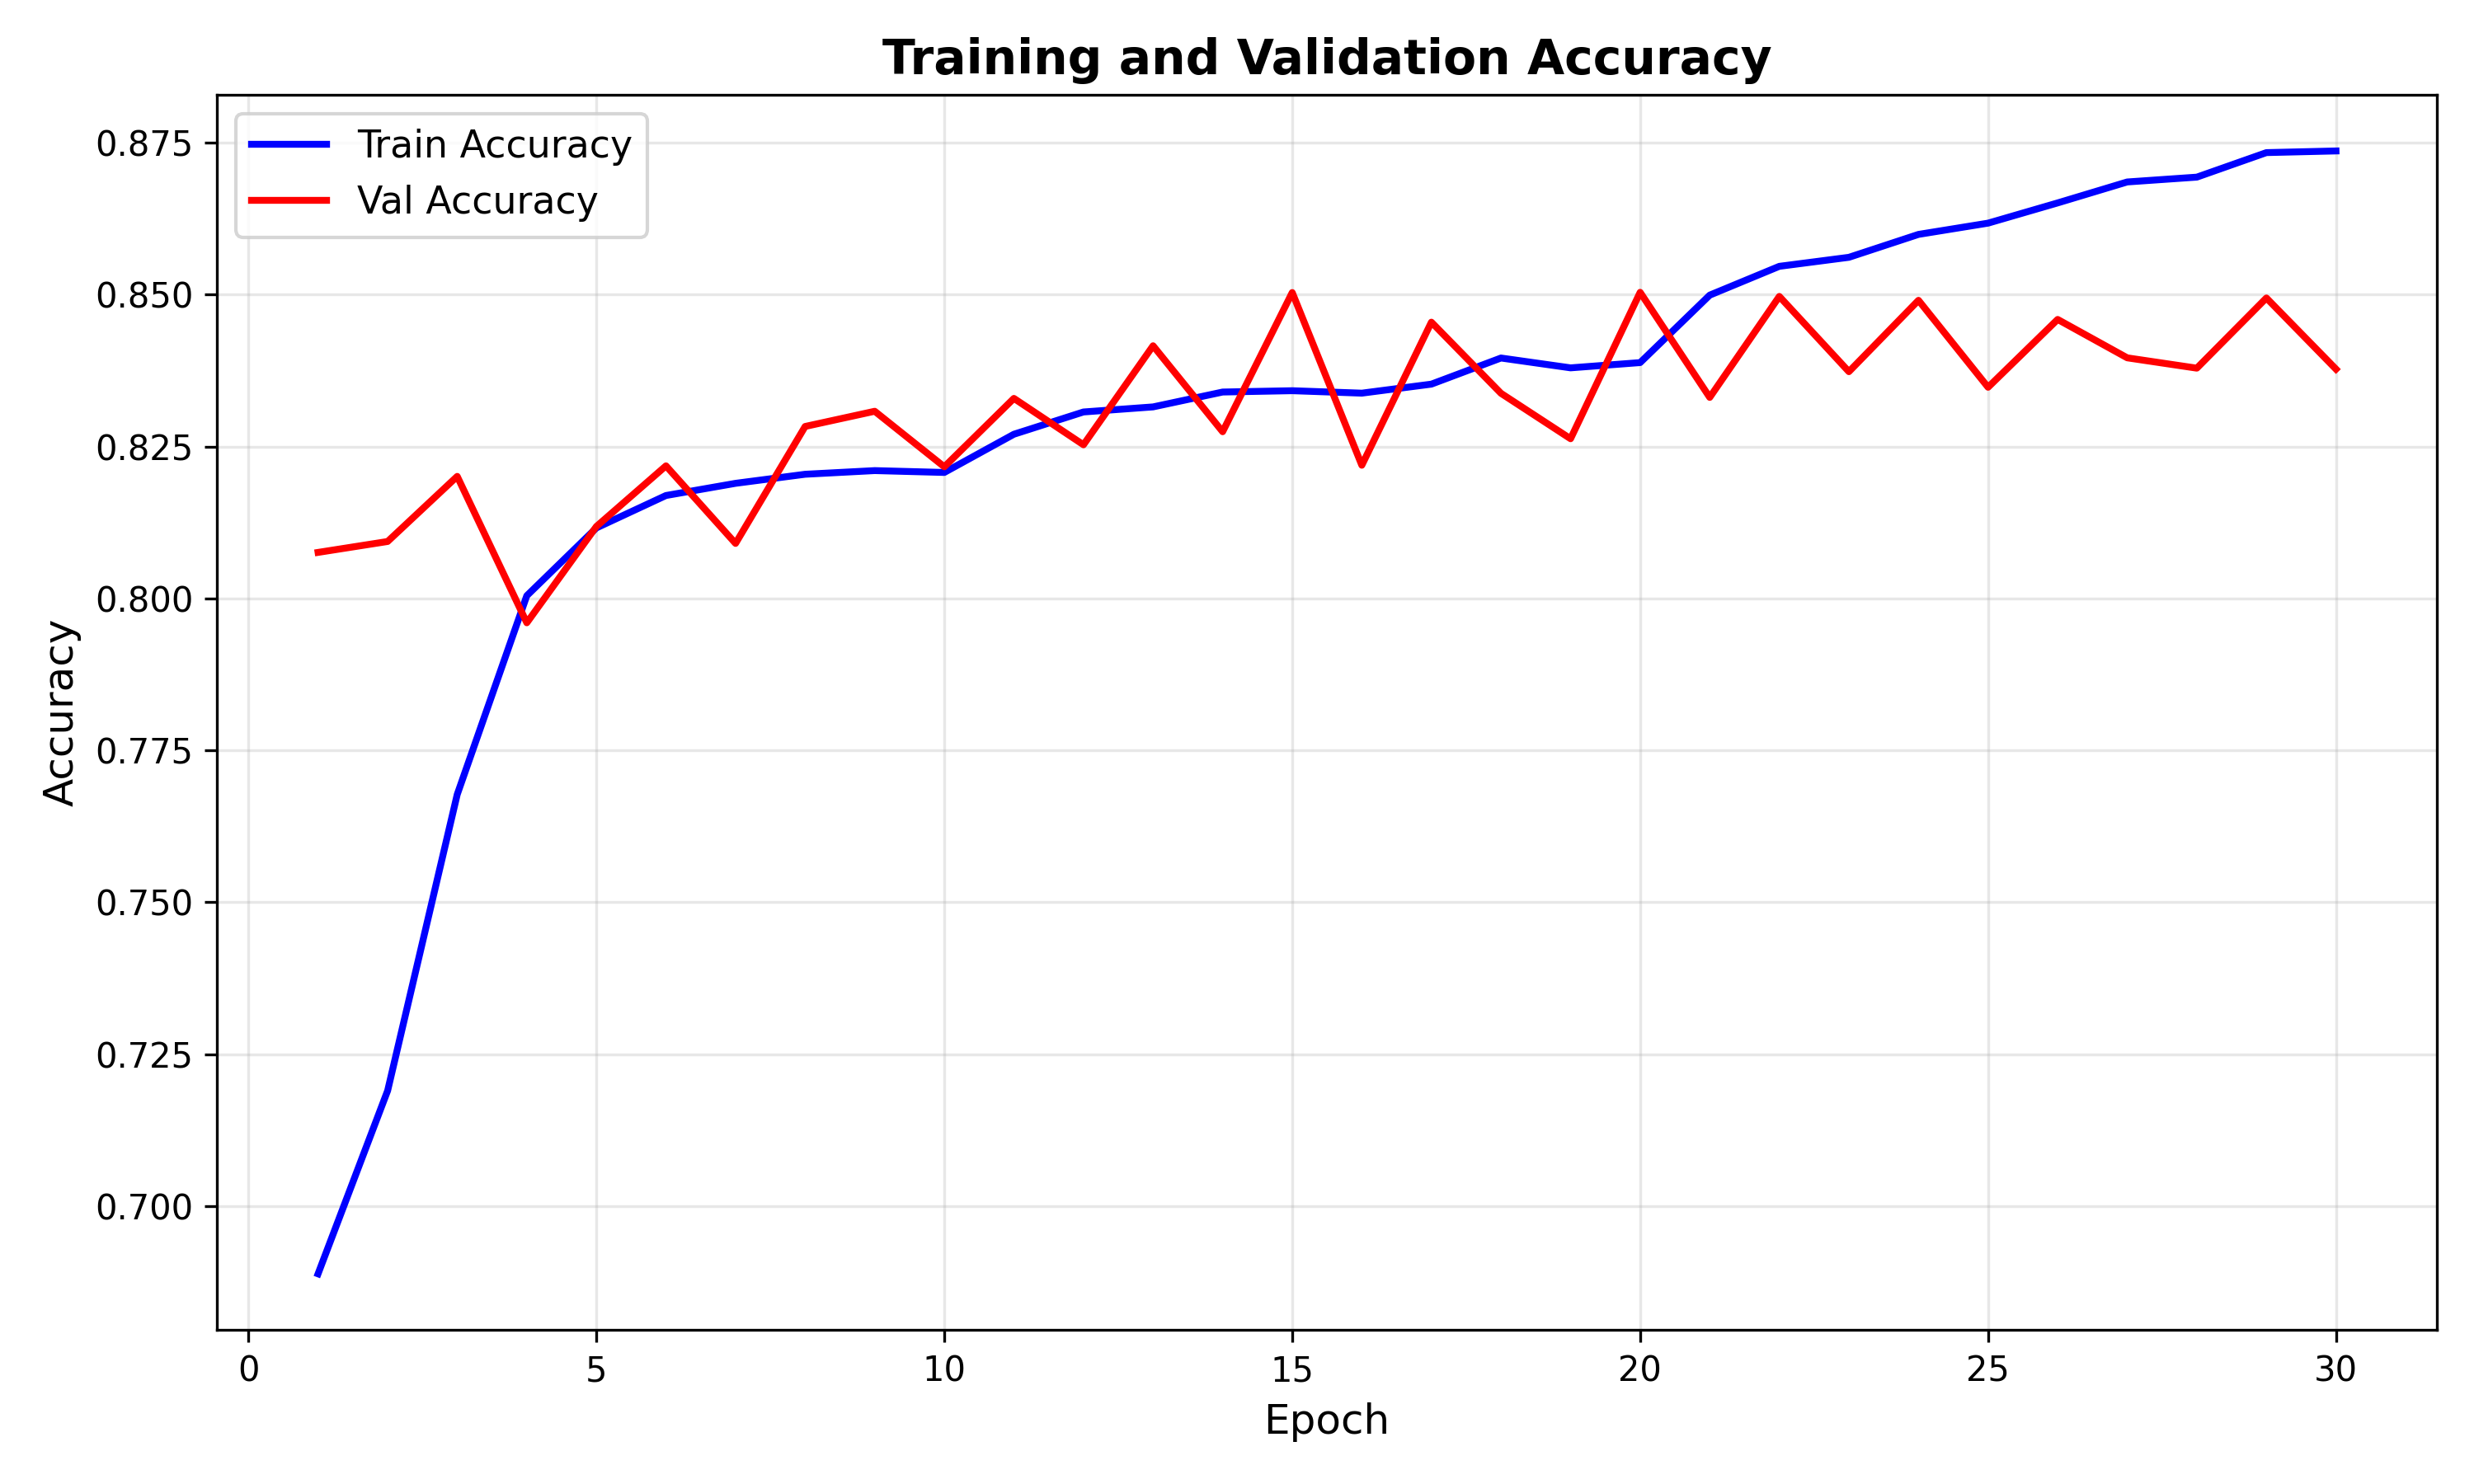 Training and Validation Accuracy
Train Accuracy
Val Accuracy
0.875
0.850
0.825
0.800
0.775
0.750
0.725
0.700
Accuracy
0 5 10 15 20 25 30
Epoch